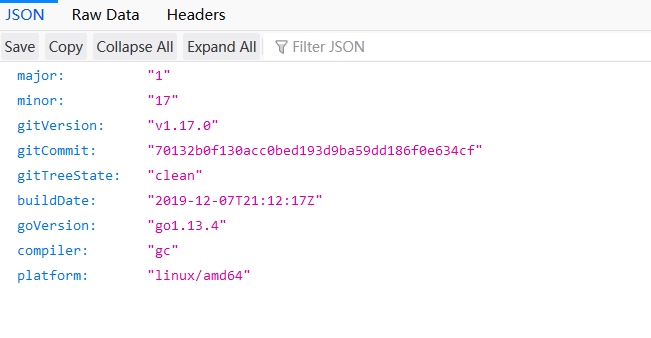 JSON Raw Data Headers
Save Copy Collapse All Expand All Filter JSON
major: "1"
minor: "17"
gitVersion: "v1.17.0"
gitCommit: "70132b0f130acc0bed193d9ba59dd186f0e634cf"
gitTreeState: "clean"
buildDate: "2019-12-07T21:12:17Z"
goVersion: "go1.13.4"
compiler: "gc"
platform: "linux/amd64"